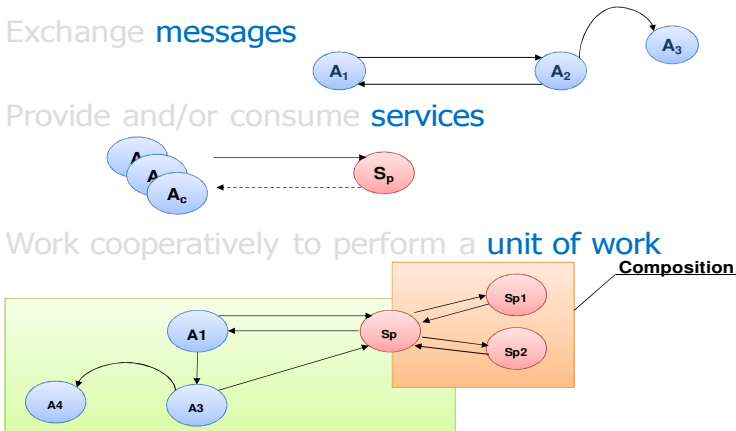 Exchange messages
A1
A2
A3
Provide and/or consume services
A
A
Ac
Sp
Work cooperatively to perform a unit of work
Composition
Sp1
A1
Sp
Sp2
A4
A3